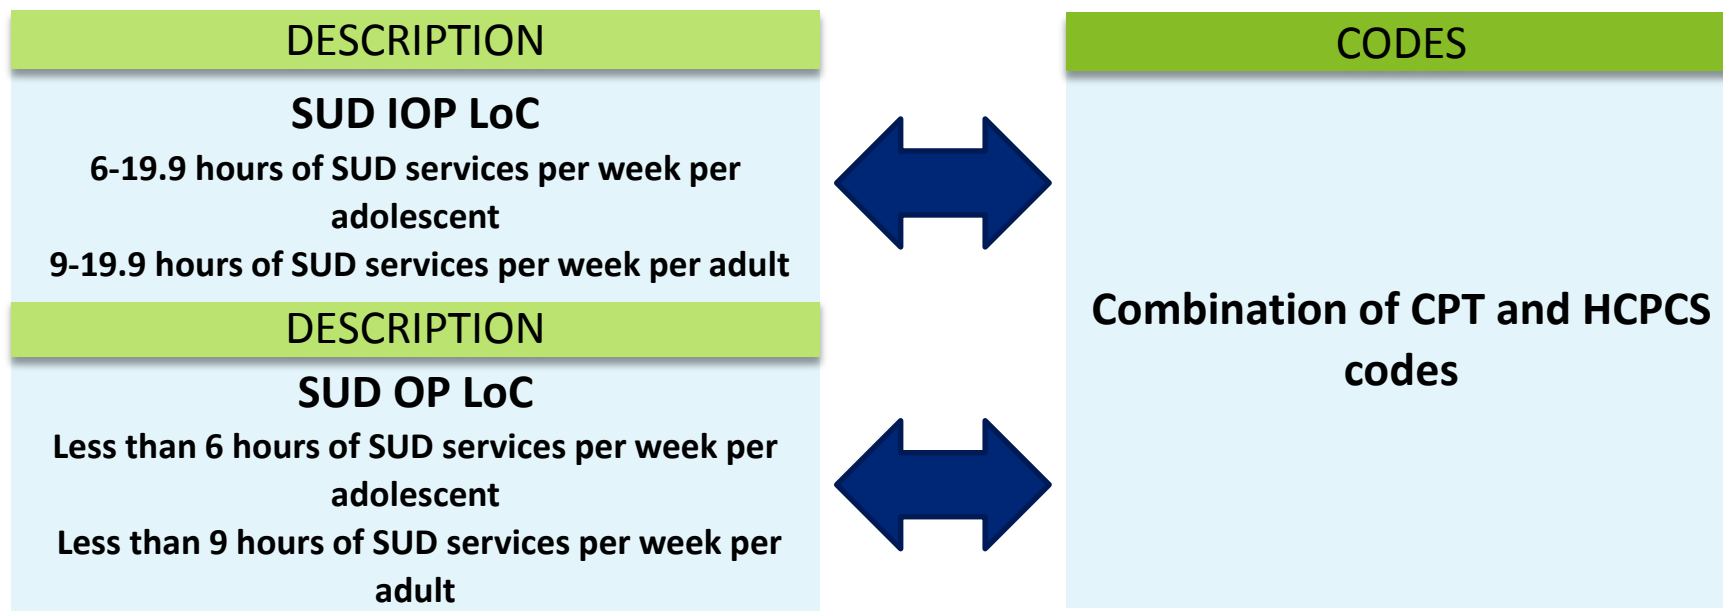 DESCRIPTION
SUD IOP LoC
6-19.9 hours of SUD services per week per
adolescent
9-19.9 hours of SUD services per week per adult
DESCRIPTION
SUD OP LoC
Less than 6 hours of SUD services per week per
adolescent
Less than 9 hours of SUD services per week per
adult
CODES
Combination of CPT and HCPCS
codes